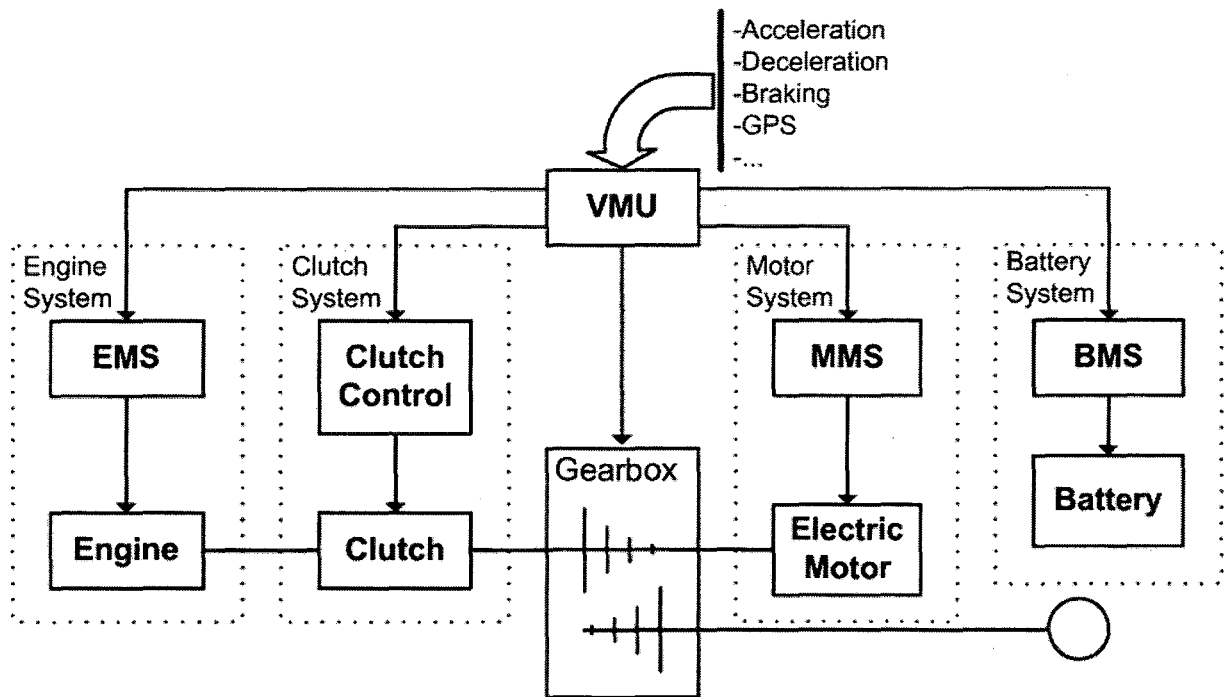 -Acceleration
-Deceleration
-Braking
-GPS
-...
VMU
Engine
System
Clutch
System
Motor
System
Battery
System
EMS
Clutch
Control
MMS
BMS
Gearbox
Battery
Engine
Clutch
Electric
Motor